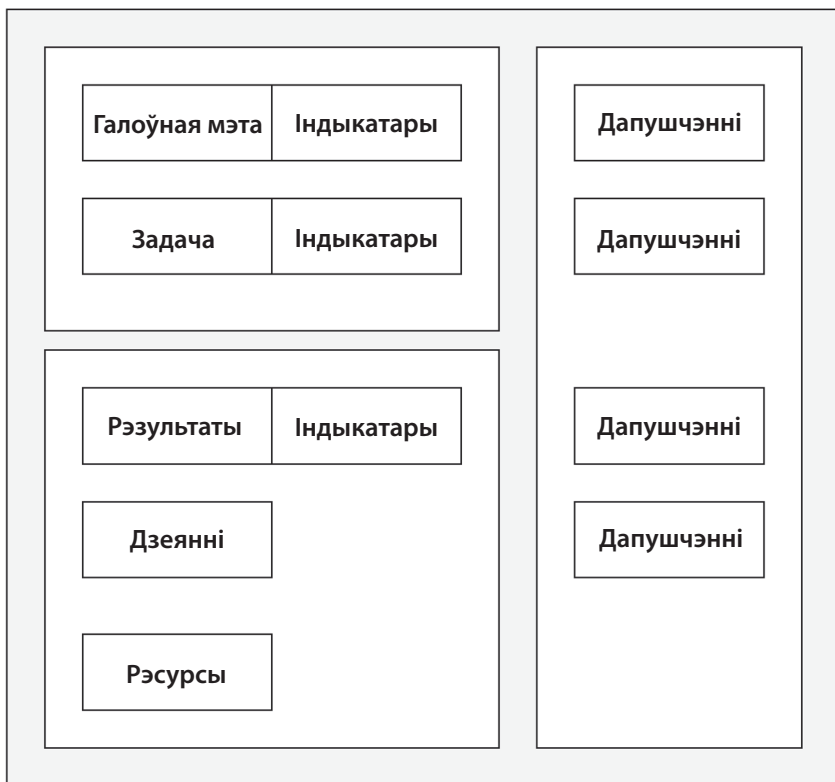 Галоўная мэта
Індыкатары
Дапушчэнні
Задача
Індыкатары
Дапушчэнні
Рэзультаты
Індыкатары
Дапушчэнні
Дзеянні
Дапушчэнні
Рэсурсы